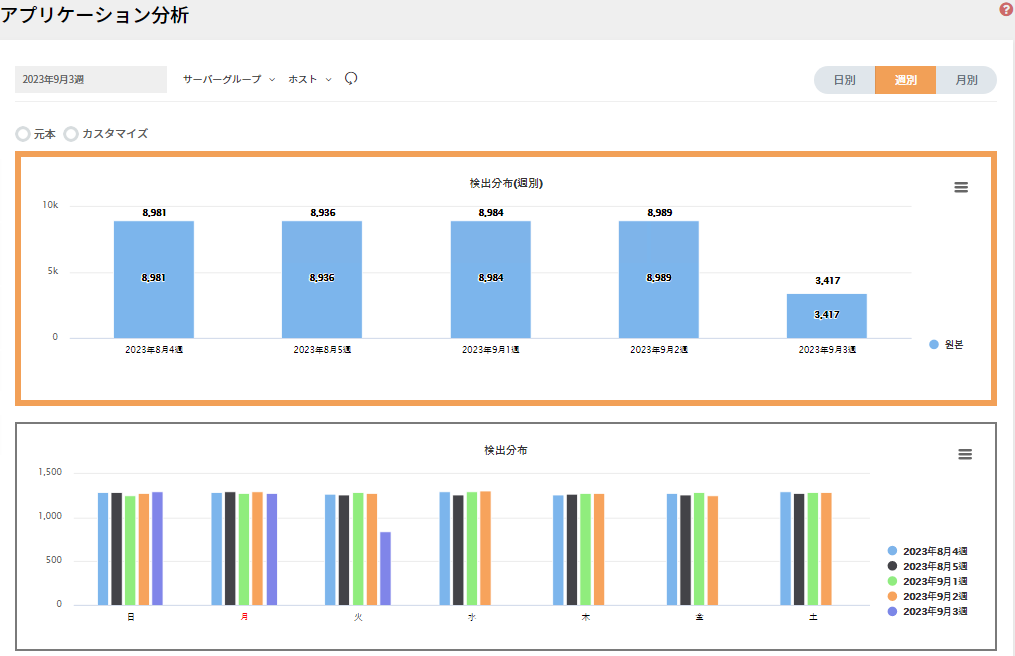 アプリケーション分析
?
2023年9月3週 サーバーグループ ホスト 日別 週別 月別
元本 カスタマイズ
検出分布(週別)
10k
5k
0
8,981 8,936 8,984 8,989 3,417
8,981 8,936 8,984 8,989 3,417
2023年8月4週 2023年8月5週 2023年9月1週 2023年9月2週 2023年9月3週
원본
検出分布
1,500
1,000
500
0
日 月 火 水 木 金 土
2023年8月4週
2023年8月5週
2023年9月1週
2023年9月2週
2023年9月3週